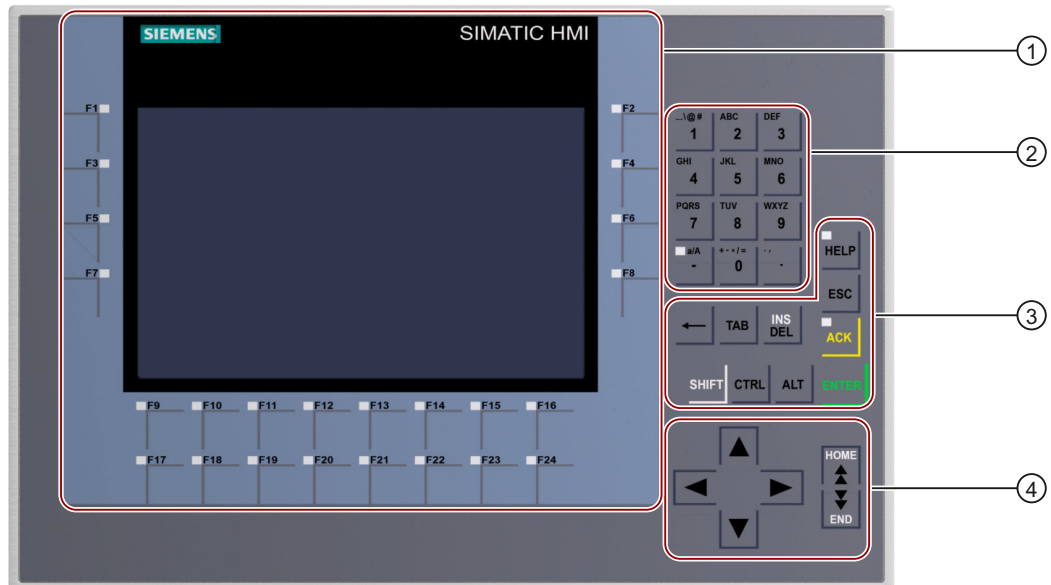 SIEMENS SIMATIC HMI
①
F1 F2
...\@# ABC DEF
1 2 3
②
F3 F4
GHI JKL MNO
4 5 6
F5 F6
PQRS TUV WXYZ
7 8 9
F7 F8
a/A +-*/=
- 0 .
HELP
ESC
③
← TAB INS
DEL
ACK
SHIFT CTRL ALT ENTER
F9 F10 F11 F12 F13 F14 F15 F16
F17 F18 F19 F20 F21 F22 F23 F24
HOME
④
END